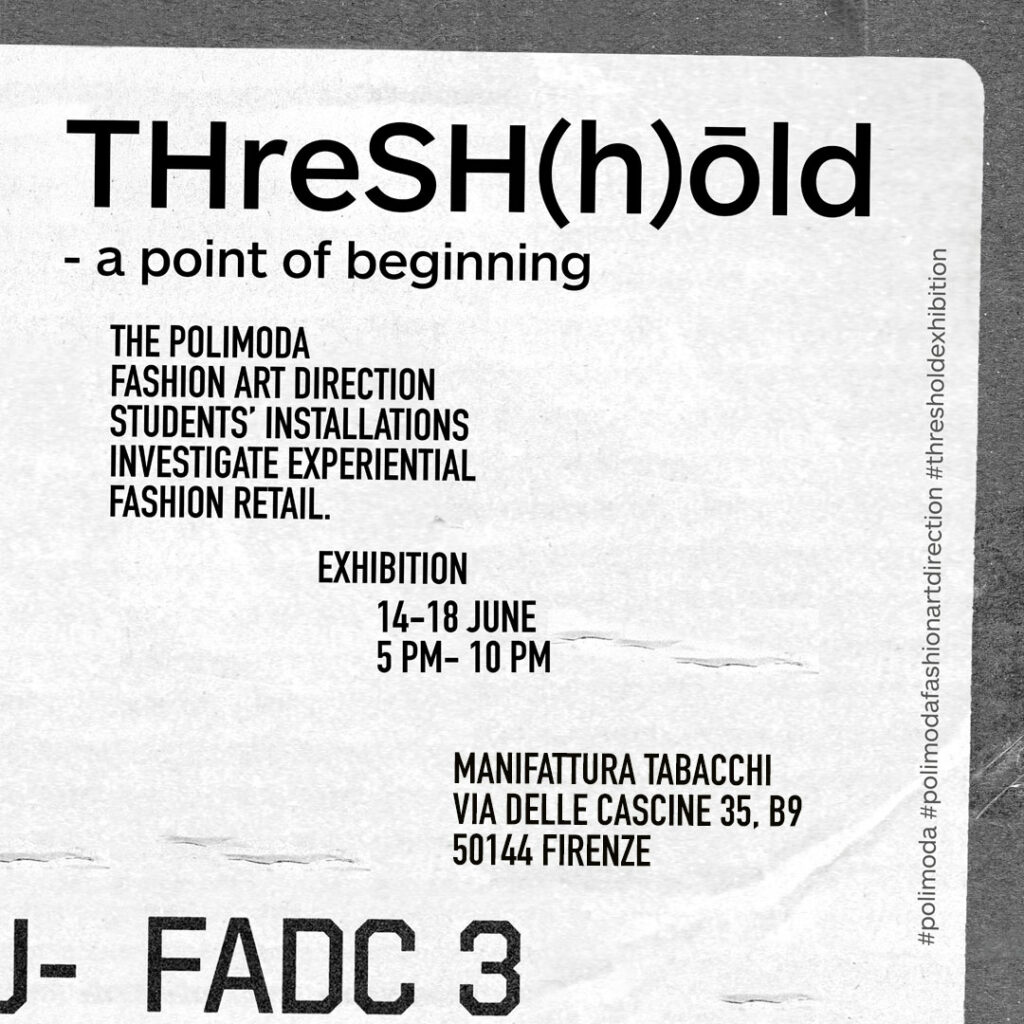 THreSH(h)ōld
- a point of beginning
THE POLIMODA
FASHION ART DIRECTION
STUDENTS’ INSTALLATIONS
INVESTIGATE EXPERIENTIAL
FASHION RETAIL.
EXHIBITION
14-18 JUNE
5 PM- 10 PM
MANIFATTURA TABACCHI
VIA DELLE CASCINE 35, B9
50144 FIRENZE
- FADC 3
#polimoda #polimodafashionartdirection #thresholdexhibition